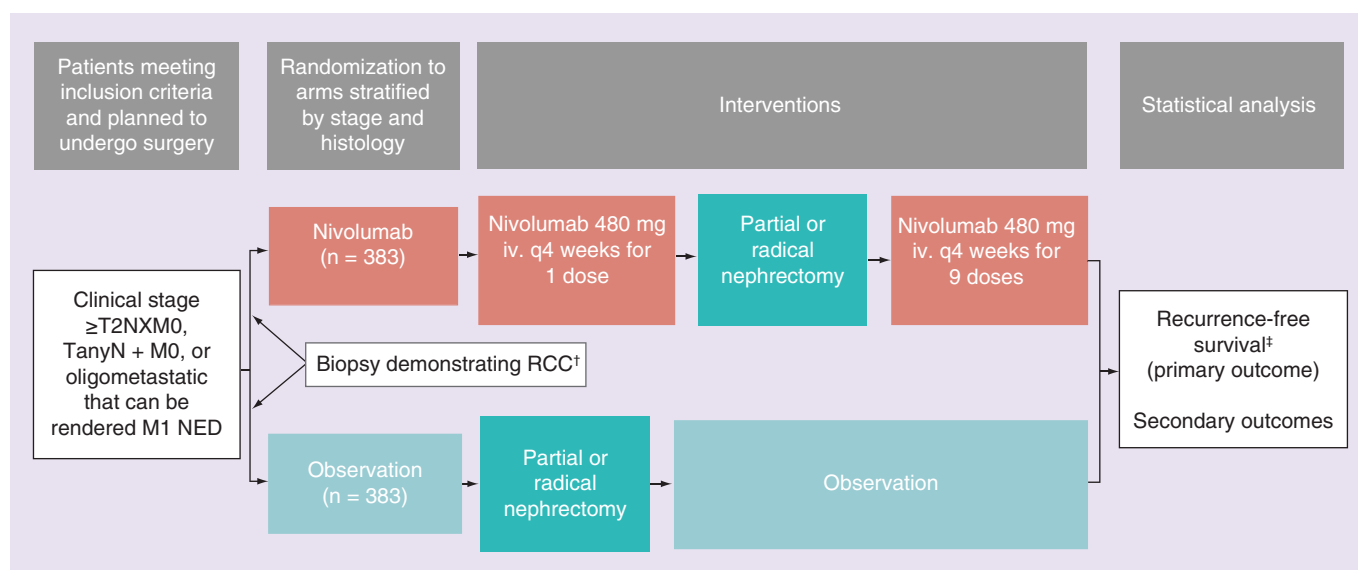 Patients meeting
inclusion criteria
and planned to
undergo surgery
Randomization to
arms stratified
by stage and
histology
Interventions
Statistical analysis
Clinical stage
≥T2NXM0,
TanyN + M0, or
oligometastatic
that can be
rendered M1 NED
Nivolumab
(n = 383)
Nivolumab 480 mg
iv. q4 weeks for
1 dose
Partial or
radical
nephrectomy
Nivolumab 480 mg
iv. q4 weeks for
9 doses
Biopsy demonstrating RCC†
Observation
(n = 383)
Partial or
radical
nephrectomy
Observation
Recurrence-free
survival‡
(primary outcome)
Secondary outcomes